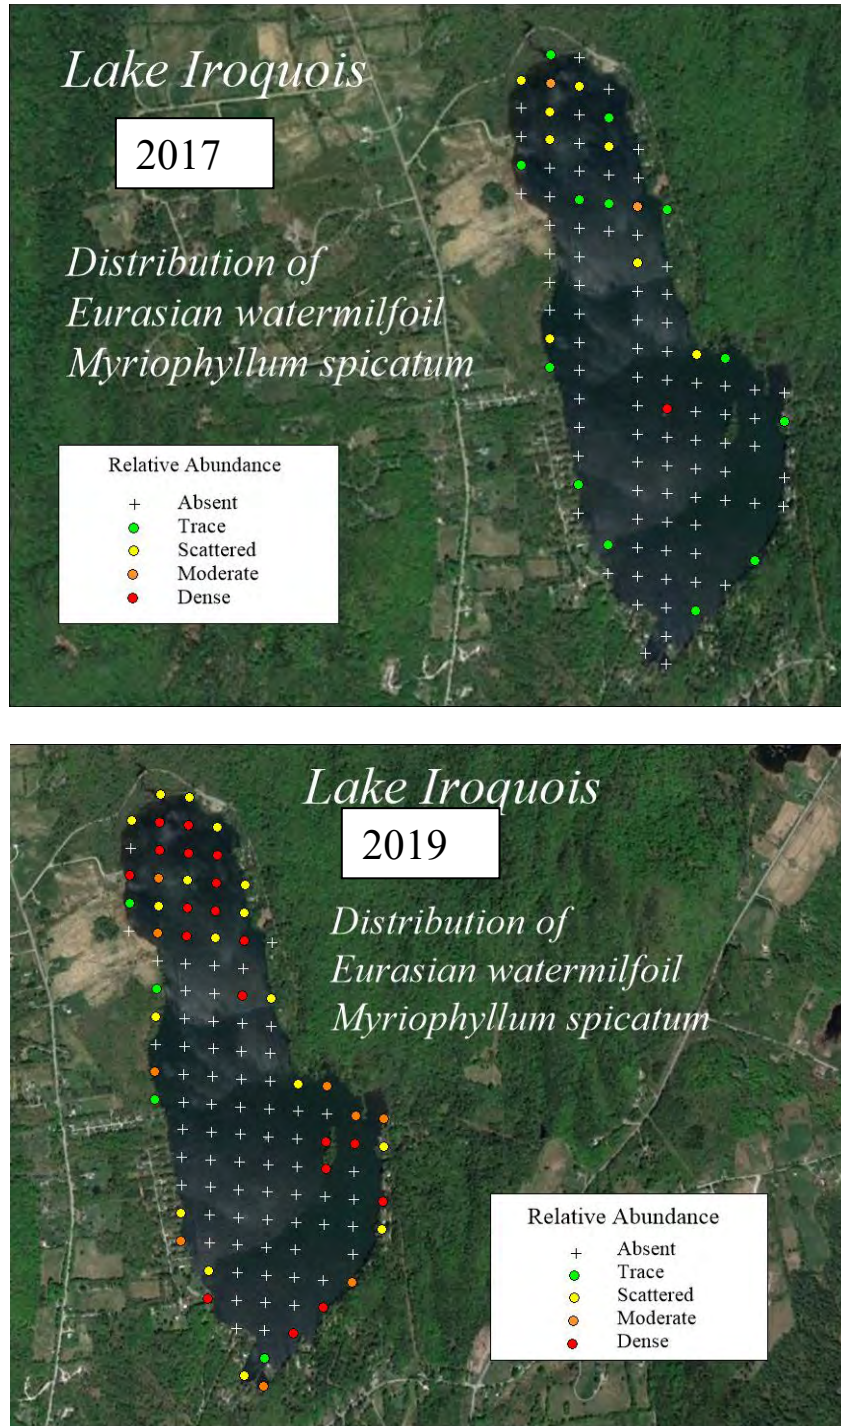 Lake Iroquois
2017
Distribution of
Eurasian watermilfoil
Myriophyllum spicatum
Relative Abundance
Absent
Trace
Scattered
Moderate
Dense
Lake Iroquois
2019
Distribution of
Eurasian watermilfoil
Myriophyllum spicatum
Relative Abundance
Absent
Trace
Scattered
Moderate
Dense